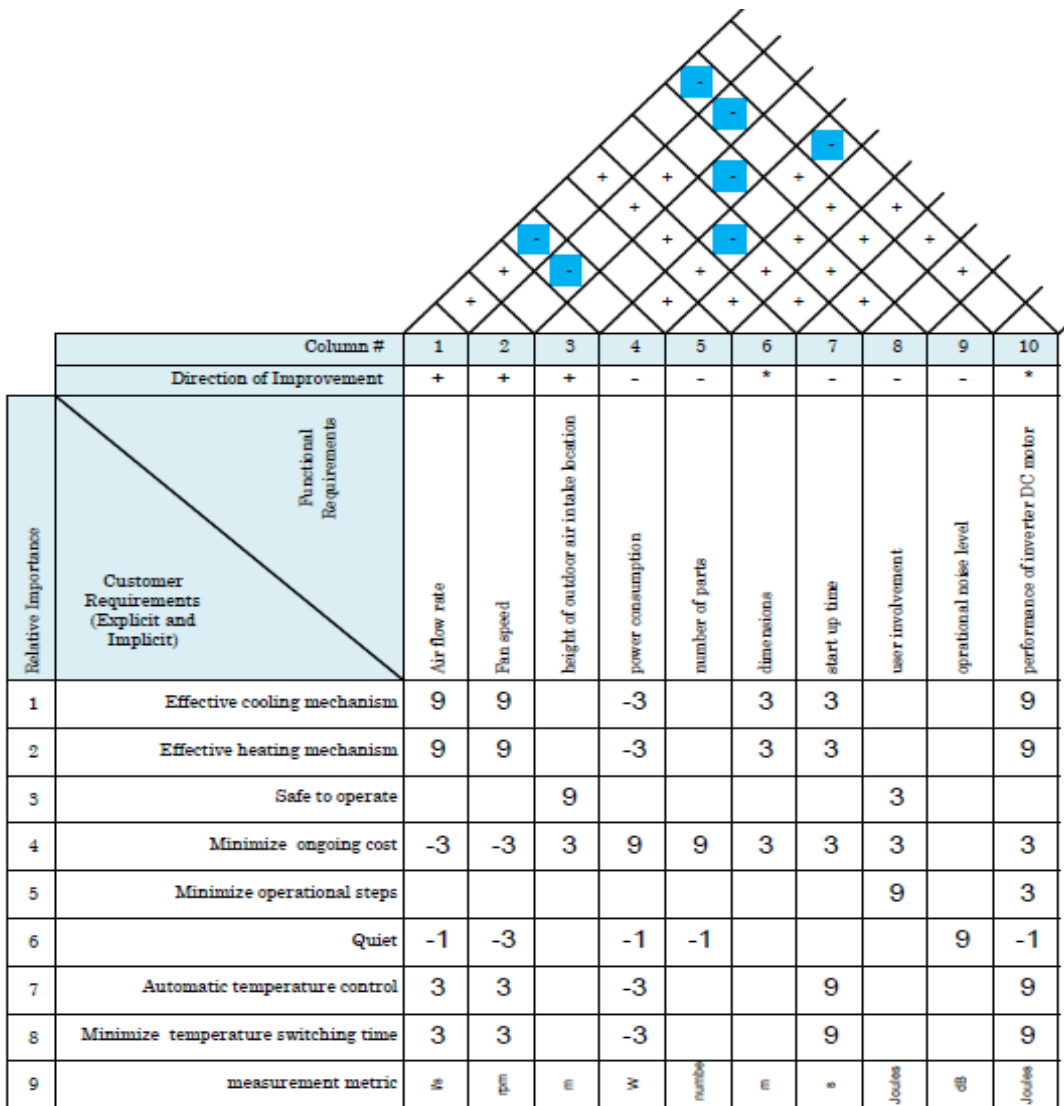 -
-
-
+ + - +
+ + +
- + - + + +
+ - + + + +
+ + + + +
Column # 1 2 3 4 5 6 7 8 9 10
Direction of Improvement + + + - - * - - - *
Relative Importance
Functional
Requirements
Customer
Requirements
(Explicit and
Implicit)
Air flow rate
Fan speed
height of outdoor air intake location
power consumption
number of parts
dimensions
start up time
user involvement
oprational noise level
performance of inverter DC motor
1 Effective cooling mechanism 9 9 -3 3 3 9
2 Effective heating mechanism 9 9 -3 3 3 9
3 Safe to operate 9 3
4 Minimize ongoing cost -3 -3 3 9 9 3 3 3 3
5 Minimize operational steps 9 3
6 Quiet -1 -3 -1 -1 9 -1
7 Automatic temperature control 3 3 -3 9 9
8 Minimize temperature switching time 3 3 -3 9 9
9 measurement metric rpm m W numbe m s Joules dB Joules